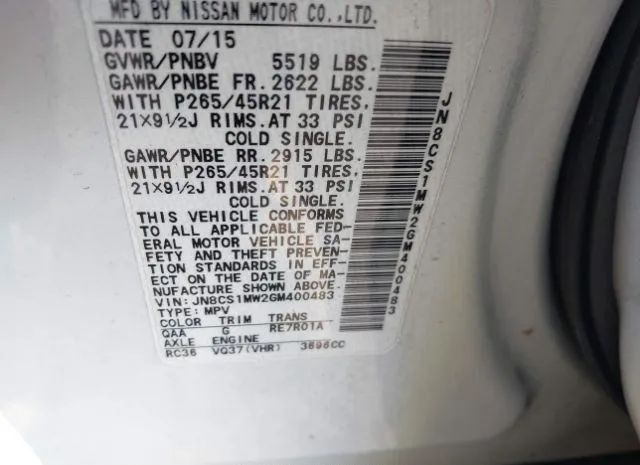 MFD BY NISSAN MOTOR CO.,LTD.
DATE 07/15
GVWR/PNBV 5519 LBS.
GAWR/PNBE FR. 2622 LBS.
WITH P265/45R21 TIRES,
21X9 1/2J RIMS.AT 33 PSI
COLD SINGLE.
GAWR/PNBE RR. 2915 LBS.
WITH P265/45R21 TIRES,
21X9 1/2J RIMS.AT 33 PSI
COLD SINGLE.
THIS VEHICLE CONFORMS
TO ALL APPLICABLE FED-
ERAL MOTOR VEHICLE SA-
FETY AND THEFT PREVEN-
TION STANDARDS IN EFF-
ECT ON THE DATE OF MA-
NUFACTURE SHOWN ABOVE.
VIN: JN8CS1MW2GM400483
TYPE: MPV
COLOR TRIM TRANS
QAA G RE7R01A
AXLE ENGINE
RC36 VQ37(VHR) 3696CC
JN8CS1MW2GM400483